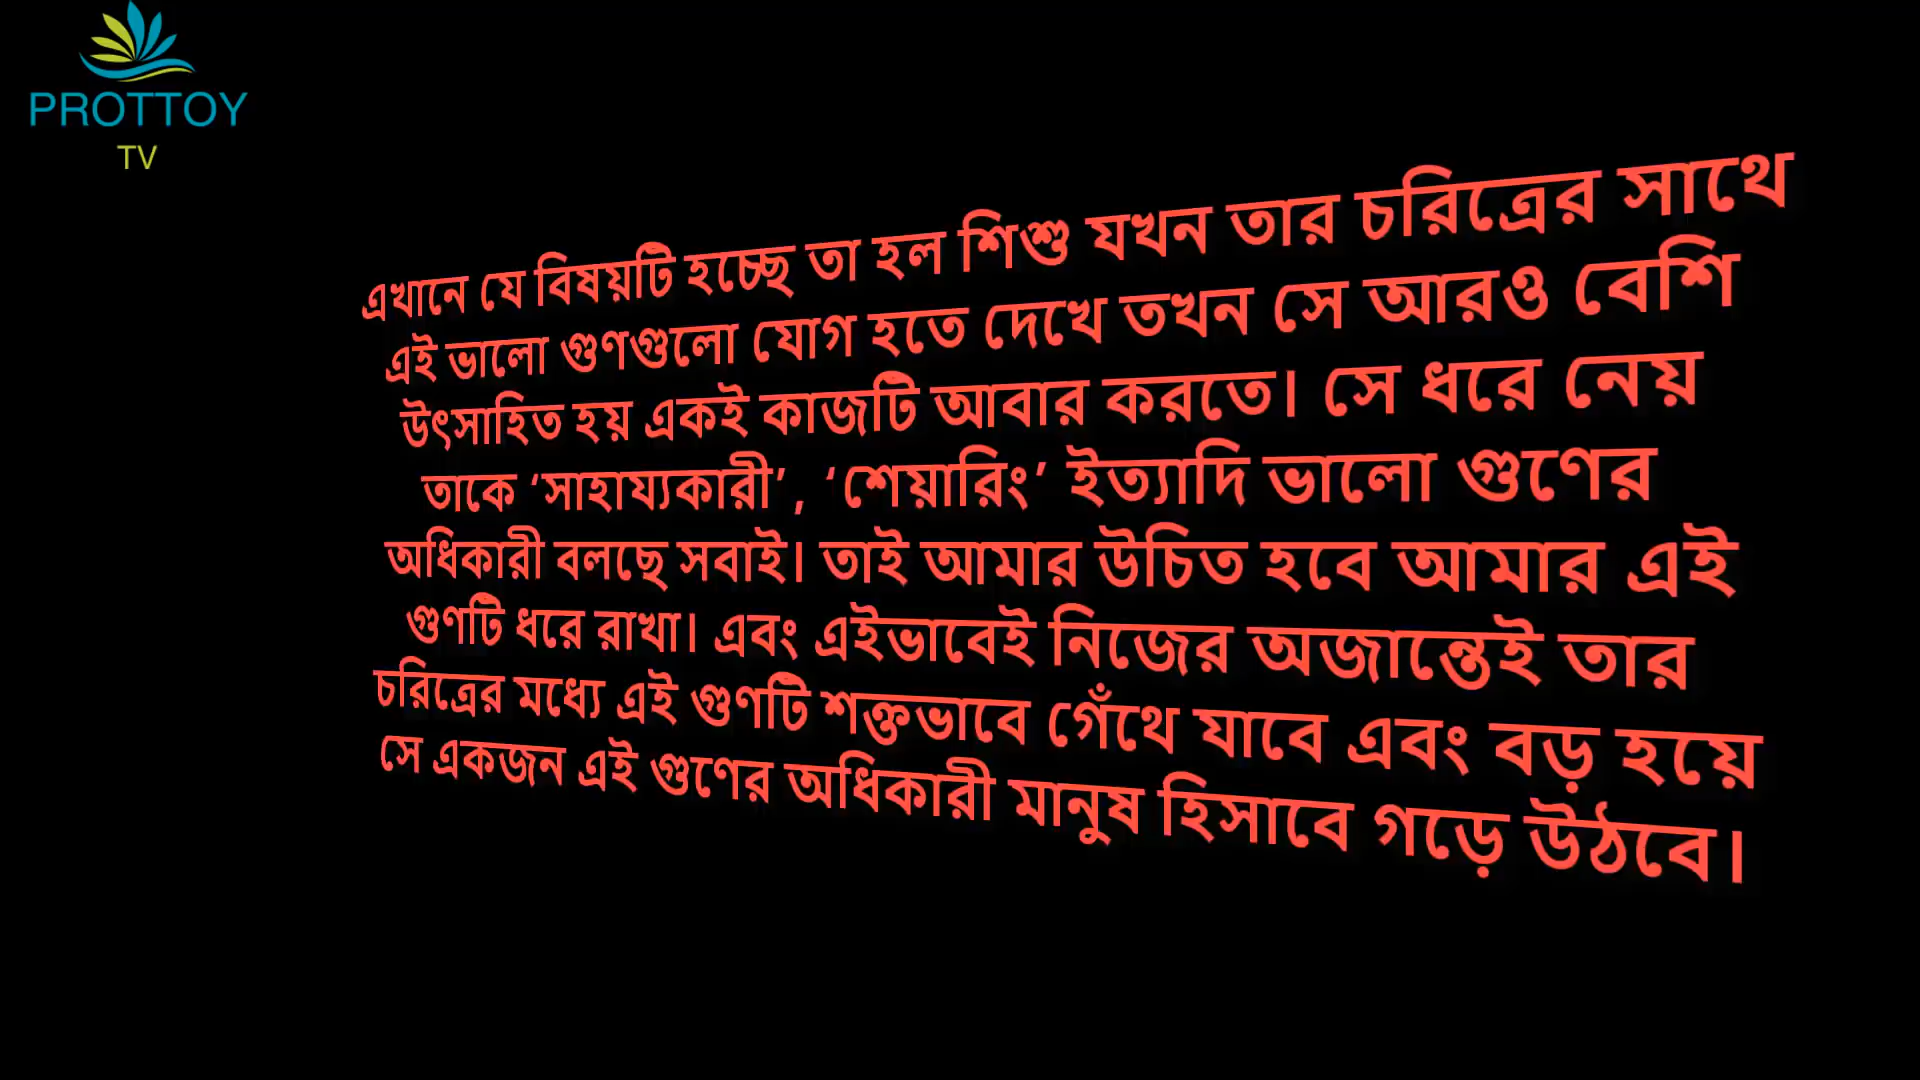 PROTTOY
TV
এখানে যে বিষয়টি হচ্ছে তা হল শিশু যখন তার চরিত্রের সাথে
এই ভালো গুণগুলো যোগ হতে দেখে তখন সে আরও বেশি
উৎসাহিত হয় একই কাজটি আবার করতে। সে ধরে নেয়
তাকে ‘সাহায্যকারী’, ‘শেয়ারিং’ ইত্যাদি ভালো গুণের
অধিকারী বলছে সবাই। তাই আমার উচিত হবে আমার এই
গুণটি ধরে রাখা। এবং এইভাবেই নিজের অজান্তেই তার
চরিত্রের মধ্যে এই গুণটি শক্তভাবে গেঁথে যাবে এবং বড় হয়ে
সে একজন এই গুণের অধিকারী মানুষ হিসাবে গড়ে উঠবে।